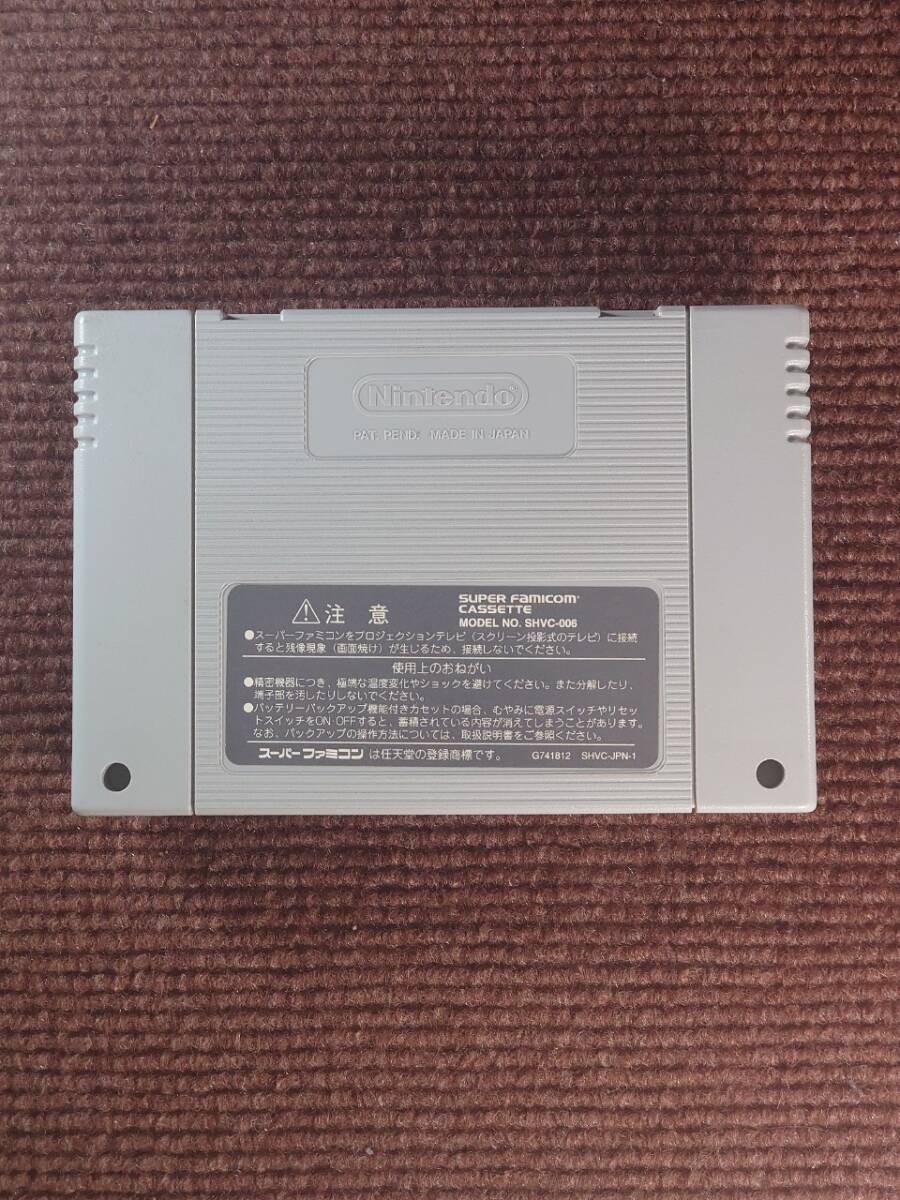 Nintendo®
PAT. PEND. MADE IN JAPAN
⚠注 意
SUPER FAMICOM®
CASSETTE
MODEL NO. SHVC-006
●スーパーファミコンをプロジェクションテレビ(スクリーン投影式のテレビ)に接続
すると残像現象(画面焼け)が生じるため、接続しないでください。
使用上のおねがい
●精密機器につき、極端な温度変化やショックを避けてください。また分解したり、
端子部を汚したりしないでください。
●バッテリーバックアップ機能付きカセットの場合、むやみに電源スイッチやリセッ
トスイッチをON・OFFすると、蓄積されている内容が消えてしまうことがあります。
なお、バックアップの操作方法については、取扱説明書をご参照ください。
スーパーファミコン は任天堂の登録商標です。 G741812 SHVC-JPN-1